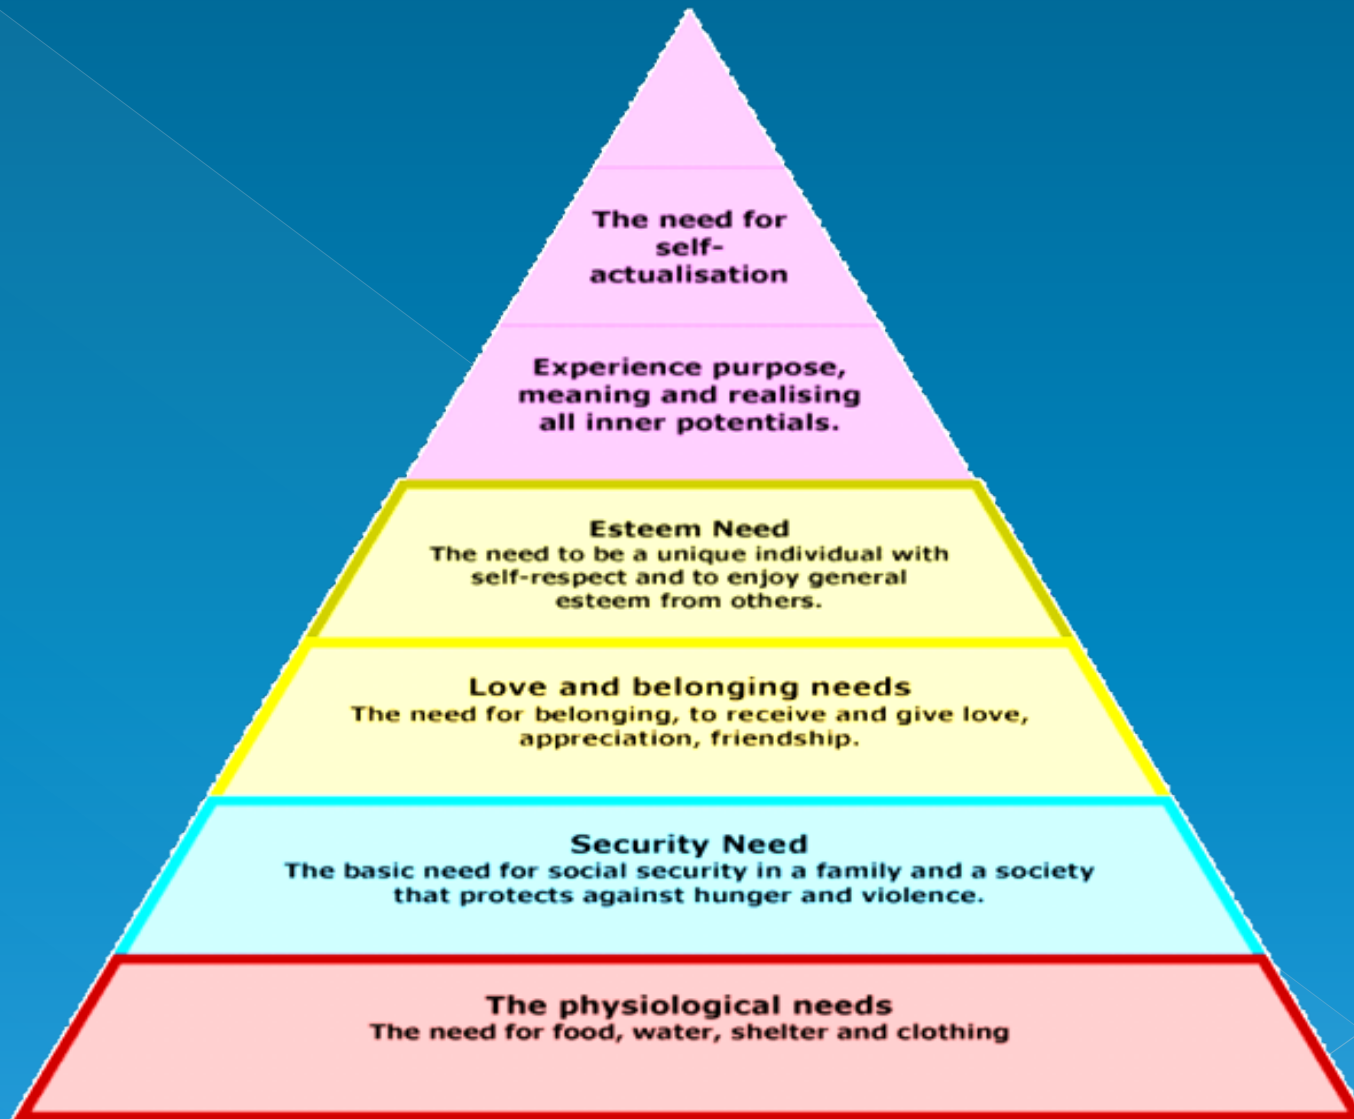 The need for
self-
actualisation
Experience purpose,
meaning and realising
all inner potentials.
Esteem Need
The need to be a unique individual with
self-respect and to enjoy general
esteem from others.
Love and belonging needs
The need for belonging, to receive and give love,
appreciation, friendship.
Security Need
The basic need for social security in a family and a society
that protects against hunger and violence.
The physiological needs
The need for food, water, shelter and clothing